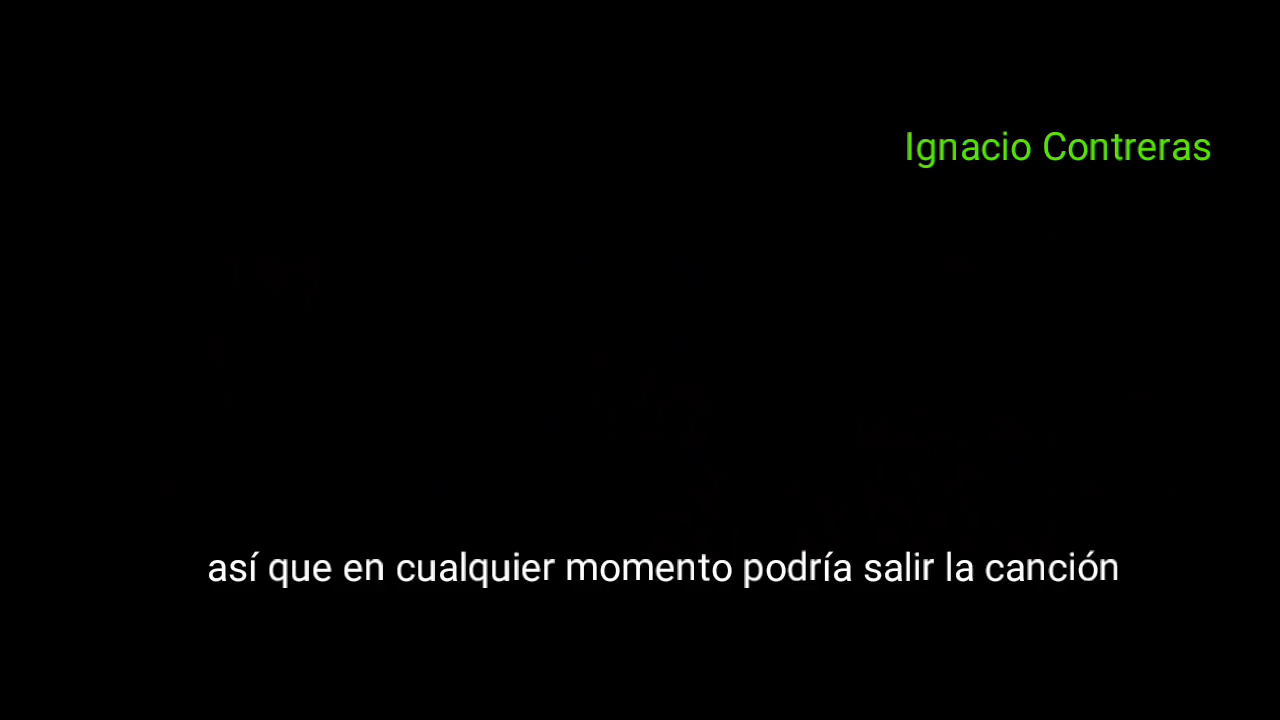 Ignacio Contreras
así que en cualquier momento podría salir la canción